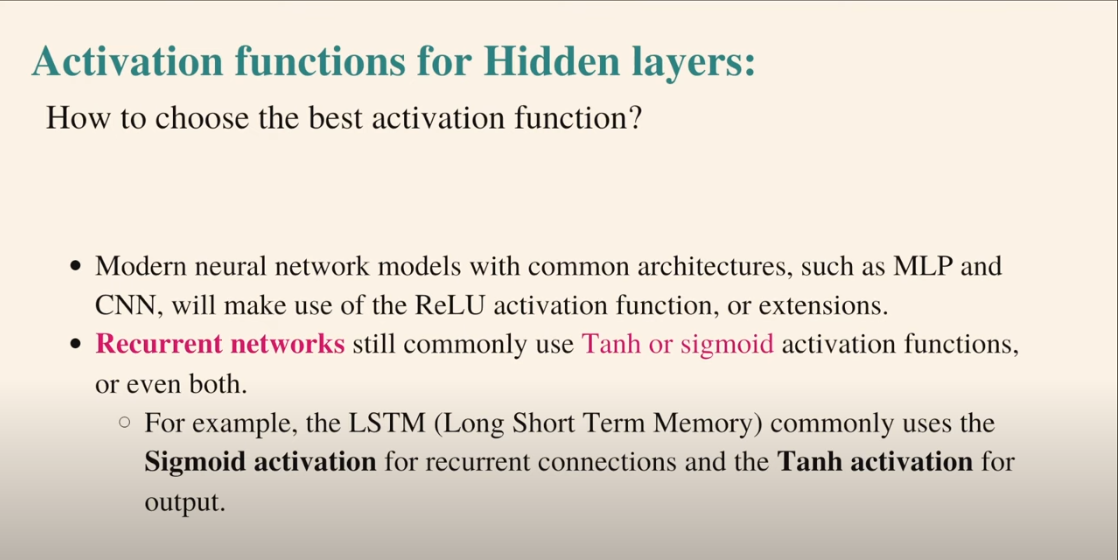 Activation functions for Hidden layers:
How to choose the best activation function?
• Modern neural network models with common architectures, such as MLP and
CNN, will make use of the ReLU activation function, or extensions.
• Recurrent networks still commonly use Tanh or sigmoid activation functions,
or even both.
○ For example, the LSTM (Long Short Term Memory) commonly uses the
Sigmoid activation for recurrent connections and the Tanh activation for
output.